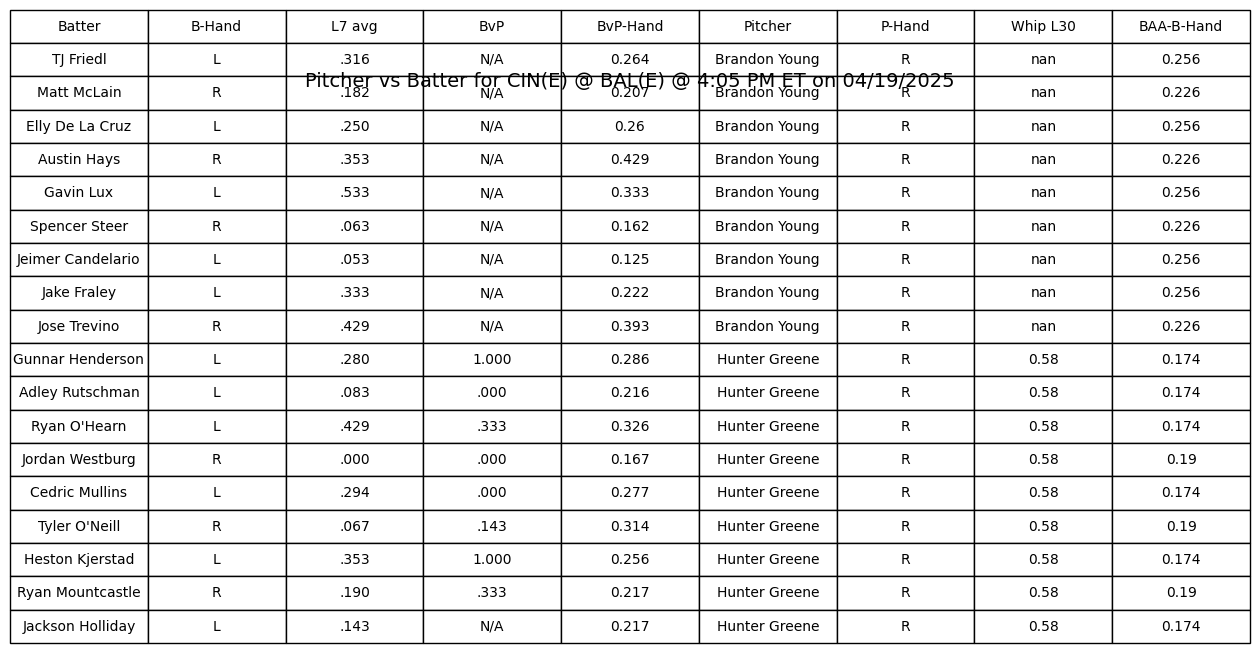 Batter B-Hand L7 avg BvP BvP-Hand Pitcher P-Hand Whip L30 BAA-B-Hand
TJ Friedl L .316 N/A 0.264 Brandon Young R nan 0.256
Pitcher vs Batter for CIN(E) @ BAL(E) @ 4:05 PM ET on 04/19/2025
Matt McLain R .182 N/A 0.207 Brandon Young R nan 0.226
Elly De La Cruz L .250 N/A 0.26 Brandon Young R nan 0.256
Austin Hays R .353 N/A 0.429 Brandon Young R nan 0.226
Gavin Lux L .533 N/A 0.333 Brandon Young R nan 0.256
Spencer Steer R .063 N/A 0.162 Brandon Young R nan 0.226
Jeimer Candelario L .053 N/A 0.125 Brandon Young R nan 0.256
Jake Fraley L .333 N/A 0.222 Brandon Young R nan 0.256
Jose Trevino R .429 N/A 0.393 Brandon Young R nan 0.226
Gunnar Henderson L .280 1.000 0.286 Hunter Greene R 0.58 0.174
Adley Rutschman L .083 .000 0.216 Hunter Greene R 0.58 0.174
Ryan O'Hearn L .429 .333 0.326 Hunter Greene R 0.58 0.174
Jordan Westburg R .000 .000 0.167 Hunter Greene R 0.58 0.19
Cedric Mullins L .294 .000 0.277 Hunter Greene R 0.58 0.174
Tyler O'Neill R .067 .143 0.314 Hunter Greene R 0.58 0.19
Heston Kjerstad L .353 1.000 0.256 Hunter Greene R 0.58 0.174
Ryan Mountcastle R .190 .333 0.217 Hunter Greene R 0.58 0.19
Jackson Holliday L .143 N/A 0.217 Hunter Greene R 0.58 0.174